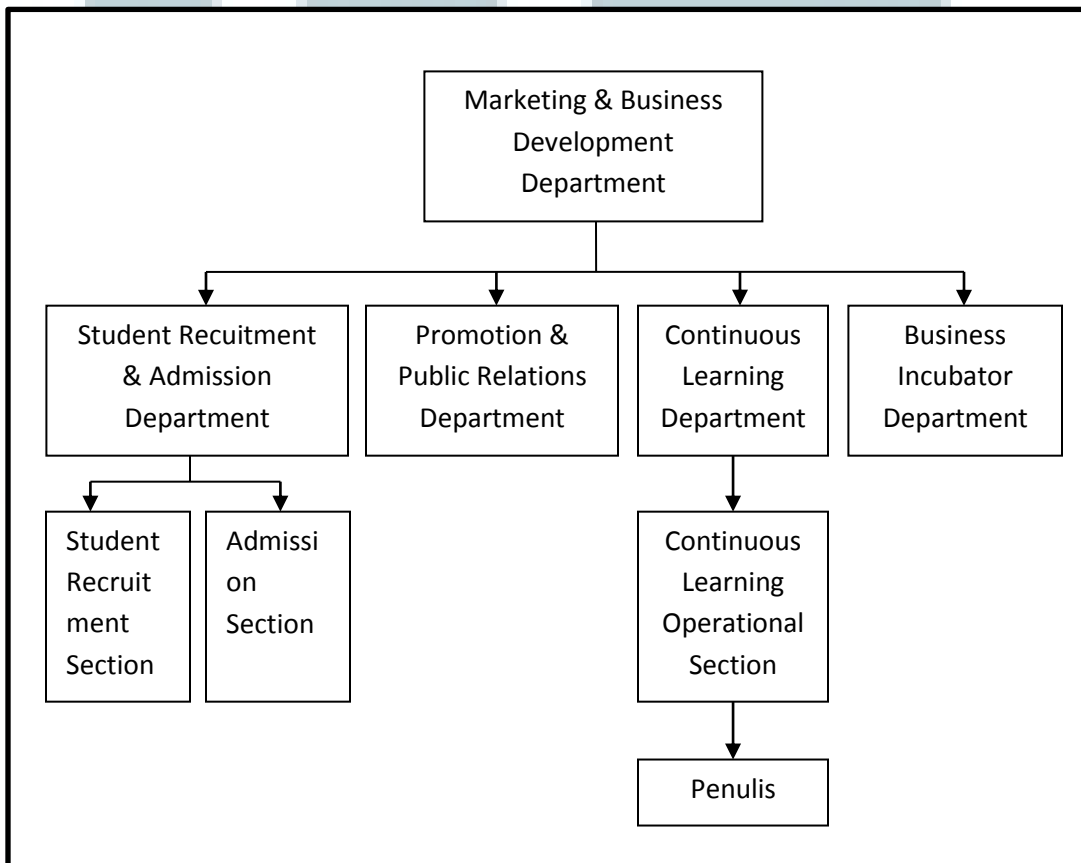 Marketing & Business
Development
Department
Student Recuitment
& Admission
Department
Promotion &
Public Relations
Department
Continuous
Learning
Department
Business
Incubator
Department
Student
Recruit
ment
Section
Admissi
on
Section
Continuous
Learning
Operational
Section
Penulis